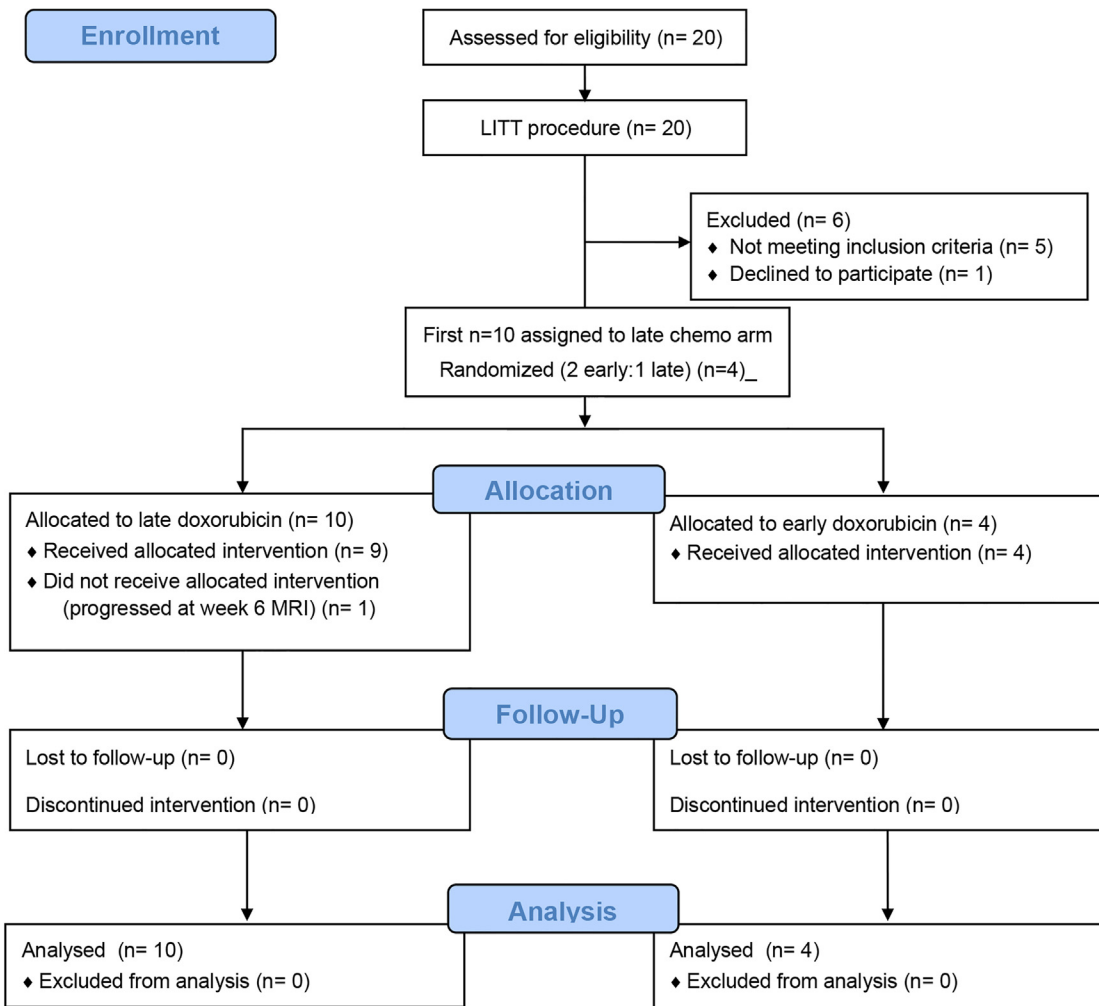 Enrollment
Assessed for eligibility (n= 20)
LITT procedure (n= 20)
Excluded (n= 6)
♦ Not meeting inclusion criteria (n= 5)
♦ Declined to participate (n= 1)
First n=10 assigned to late chemo arm
Randomized (2 early:1 late) (n=4)_
Allocation
Allocated to late doxorubicin (n= 10)
♦ Received allocated intervention (n= 9)
♦ Did not receive allocated intervention
(progressed at week 6 MRI) (n= 1)
Allocated to early doxorubicin (n= 4)
♦ Received allocated intervention (n= 4)
Follow-Up
Lost to follow-up (n= 0)
Discontinued intervention (n= 0)
Lost to follow-up (n= 0)
Discontinued intervention (n= 0)
Analysis
Analysed (n= 10)
♦ Excluded from analysis (n= 0)
Analysed (n= 4)
♦ Excluded from analysis (n= 0)